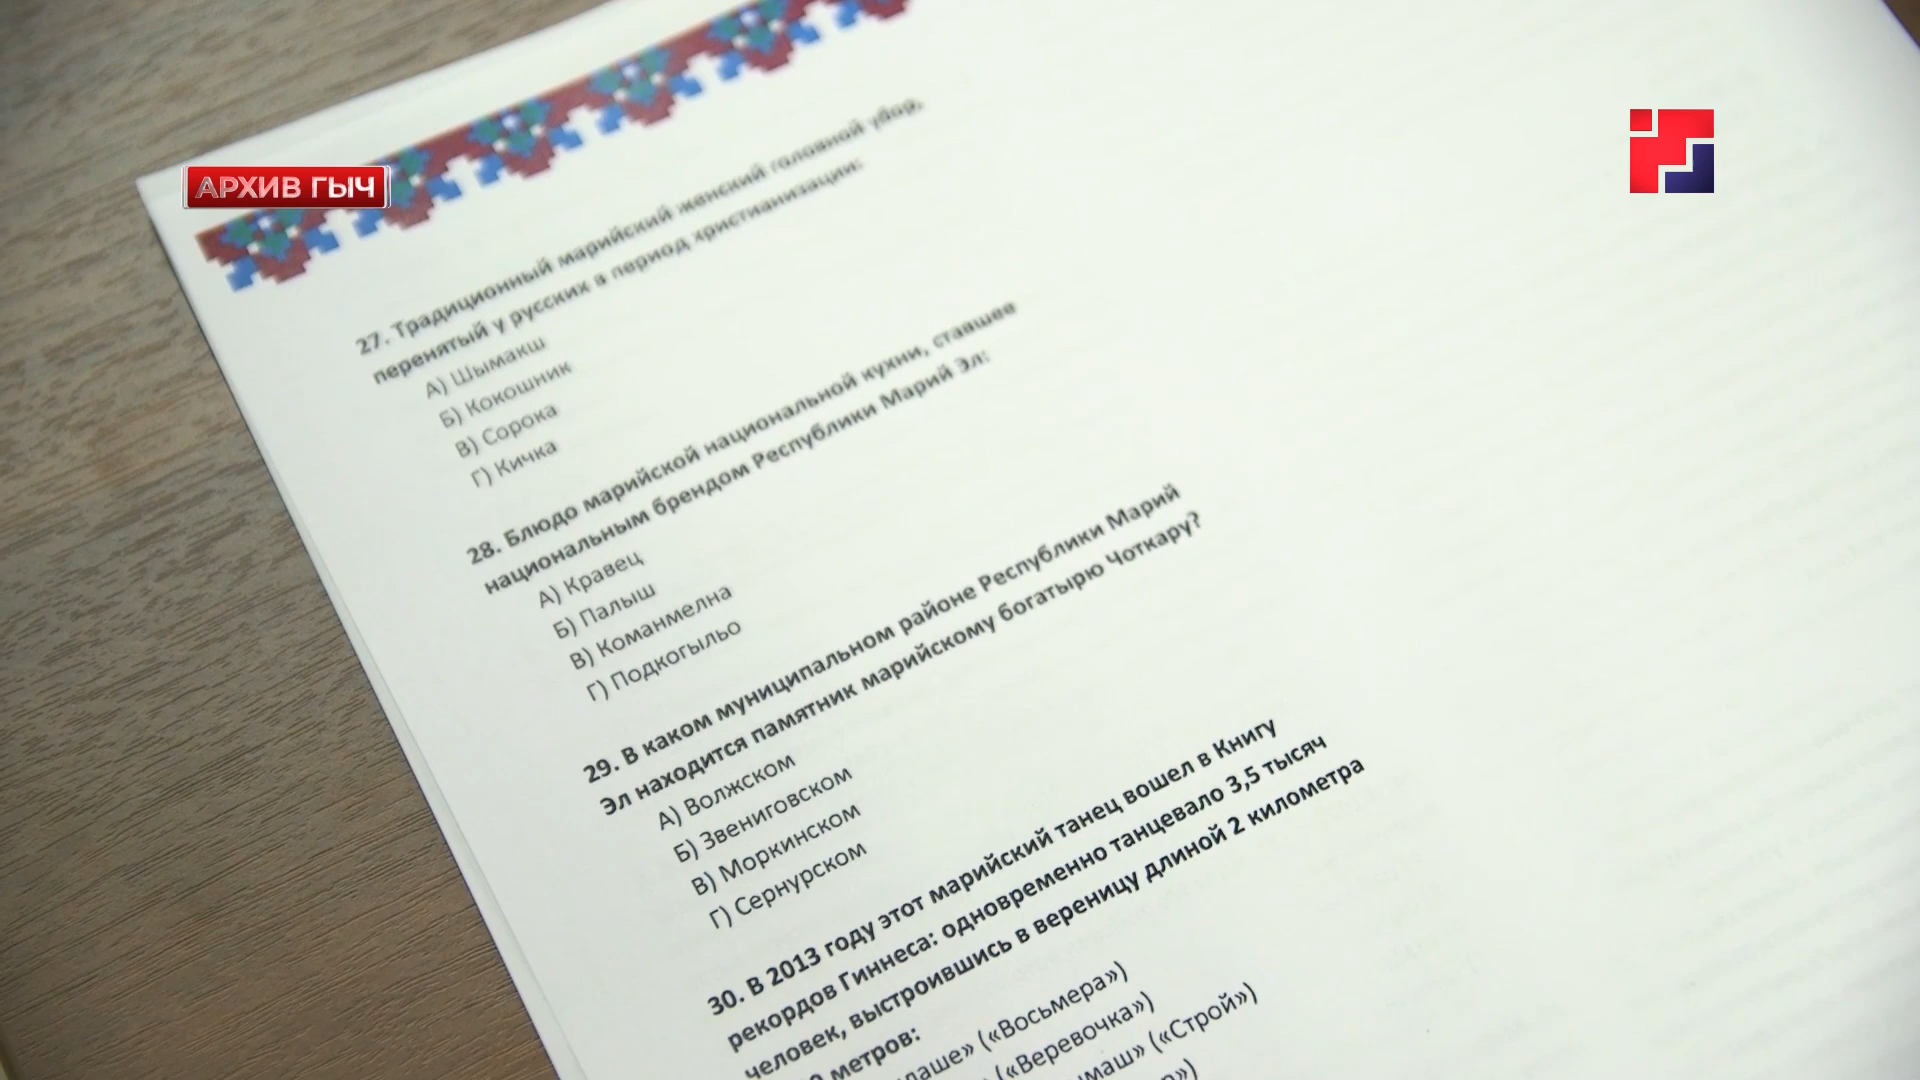 АРХИВ ГЫЧ
27. Традиционный марийский женский головной убор,
перенятый у русских в период христианизации:
А) Шымакш
Б) Кокошник
В) Сорока
Г) Кичка
28. Блюдо марийской национальной кухни, ставшее
национальным брендом Республики Марий Эл:
А) Кравец
Б) Палыш
В) Команмелна
Г) Подкогыльо
29. В каком муниципальном районе Республики Марий
Эл находится памятник марийскому богатырю Чоткару?
А) Волжском
Б) Звениговском
В) Моркинском
Г) Сернурском
30. В 2013 году этот марийский танец вошел в Книгу
рекордов Гиннеса: одновременно танцевало 3,5 тысяч
человек, выстроившись в вереницу длиной 2 километра
метров:
(«Восьмера»)
(«Веревочка»)
(«Строй»)